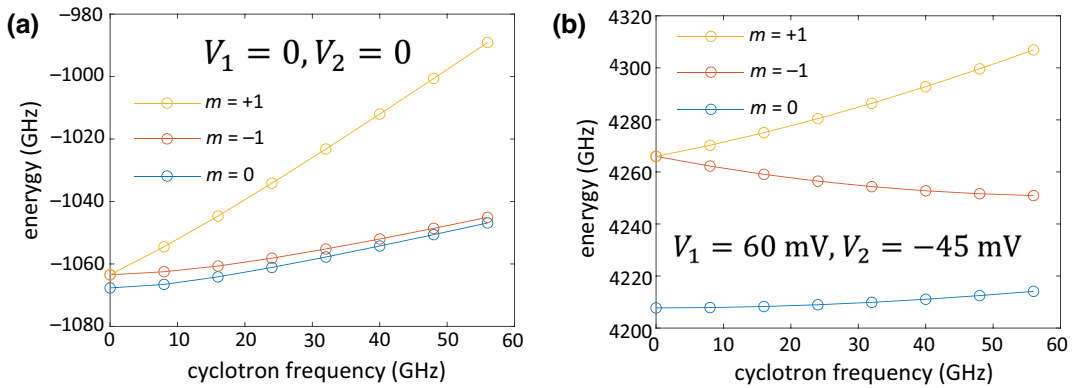 (a)
V₁ = 0, V₂ = 0
m = +1
m = −1
m = 0
enerygy (GHz)
−980
−1000
−1020
−1040
−1060
−1080
0 10 20 30 40 50 60
cyclotron frequency (GHz)
(b)
m = +1
m = −1
m = 0
V₁ = 60 mV, V₂ = −45 mV
energy (GHz)
4320
4300
4280
4260
4240
4220
4200
0 10 20 30 40 50 60
cyclotron frequency (GHz)